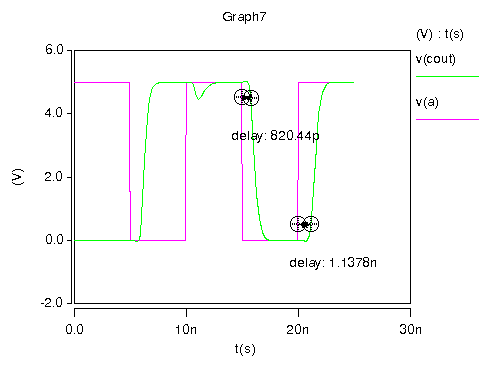 Graph7
(V) : t(s)
v(cout)
v(a)
6.0
4.0
2.0
0.0
-2.0
(V)
delay: 820.44p
delay: 1.1378n
0.0
10n
20n
30n
t(s)